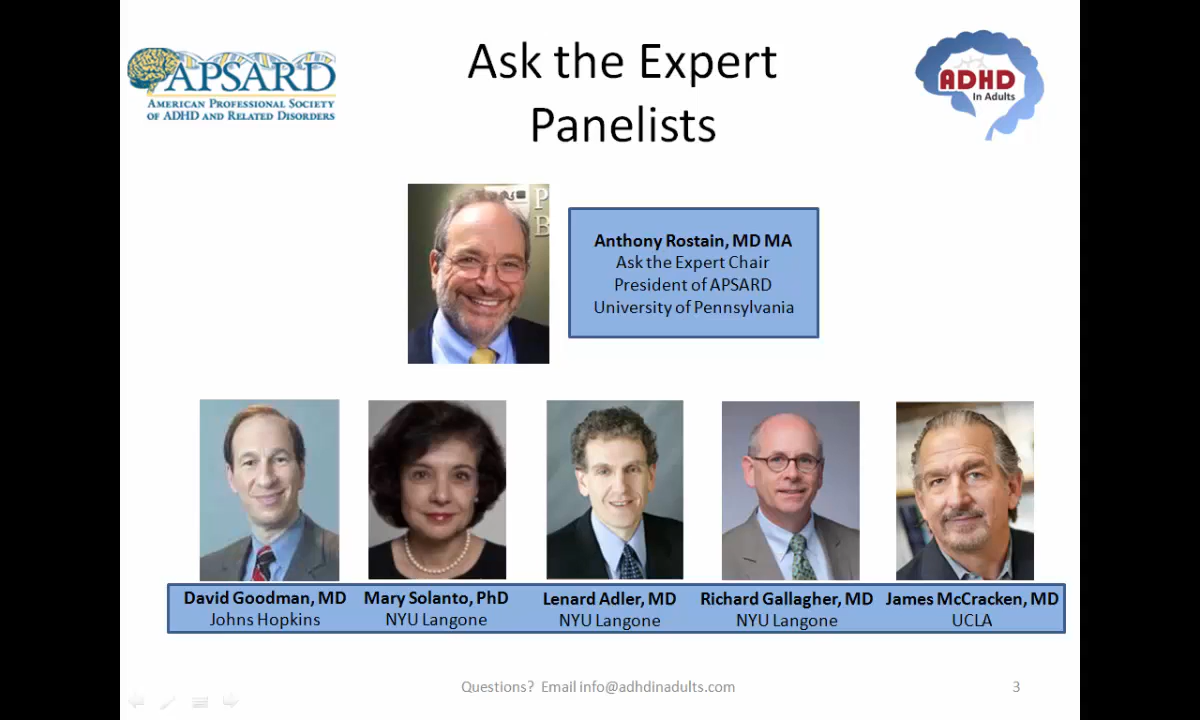 Ask the Expert
Panelists
APSARD
AMERICAN PROFESSIONAL SOCIETY
OF ADHD AND RELATED DISORDERS
ADHD
In Adults
P
B
Anthony Rostain, MD MA
Ask the Expert Chair
President of APSARD
University of Pennsylvania
David Goodman, MD
Johns Hopkins
Mary Solanto, PhD
NYU Langone
Lenard Adler, MD
NYU Langone
Richard Gallagher, MD
NYU Langone
James McCracken, MD
UCLA
Questions? Email info@adhdinadults.com
3